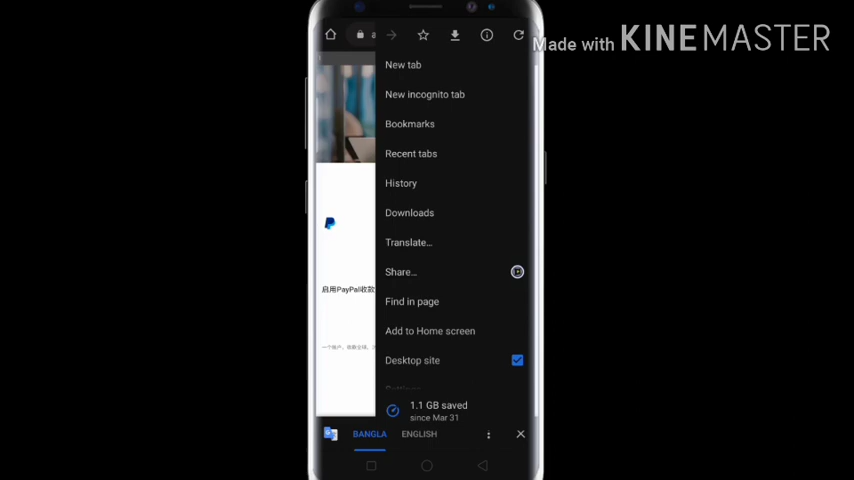 Made with KINEMASTER
New tab
New incognito tab
Bookmarks
Recent tabs
History
Downloads
Translate...
Share...
Find in page
启用PayPal收款
Add to Home screen
Desktop site
Settings
1.1 GB saved
since Mar 31
BANGLA ENGLISH